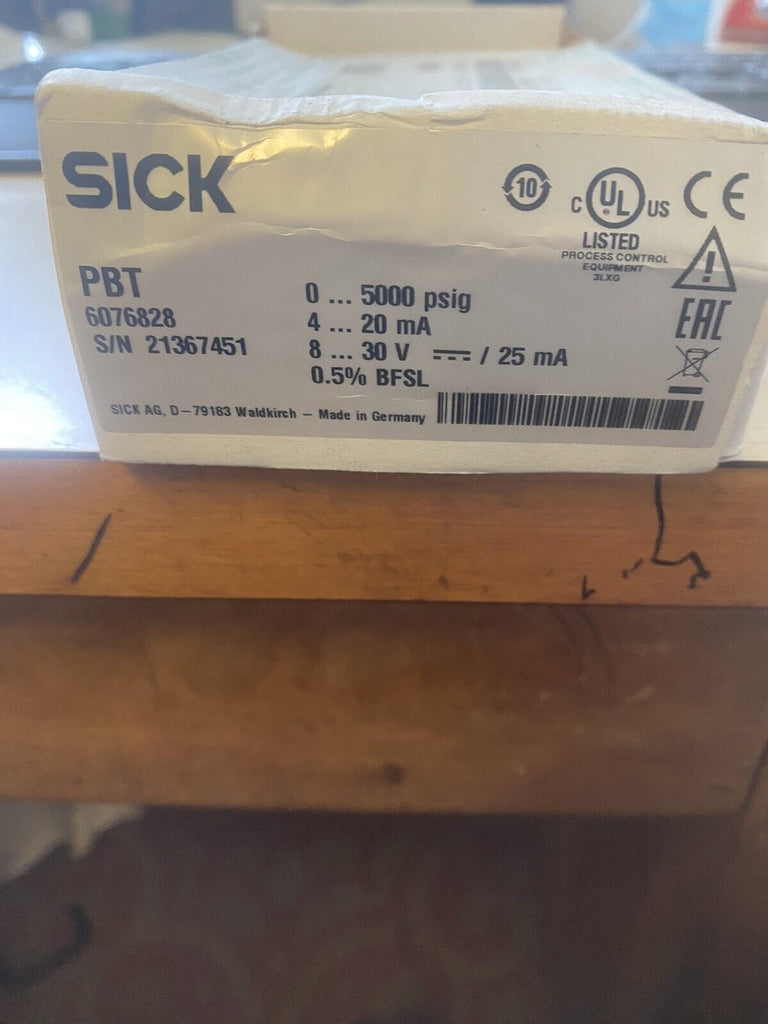 SICK
10
C UL US
CE
LISTED
PROCESS CONTROL
EQUIPMENT
3LXG
EAC
PBT
6076828
S/N 21367451
0 ... 5000 psig
4 ... 20 mA
8 ... 30 V ⎓ / 25 mA
0.5% BFSL
SICK AG, D-79183 Waldkirch - Made in Germany